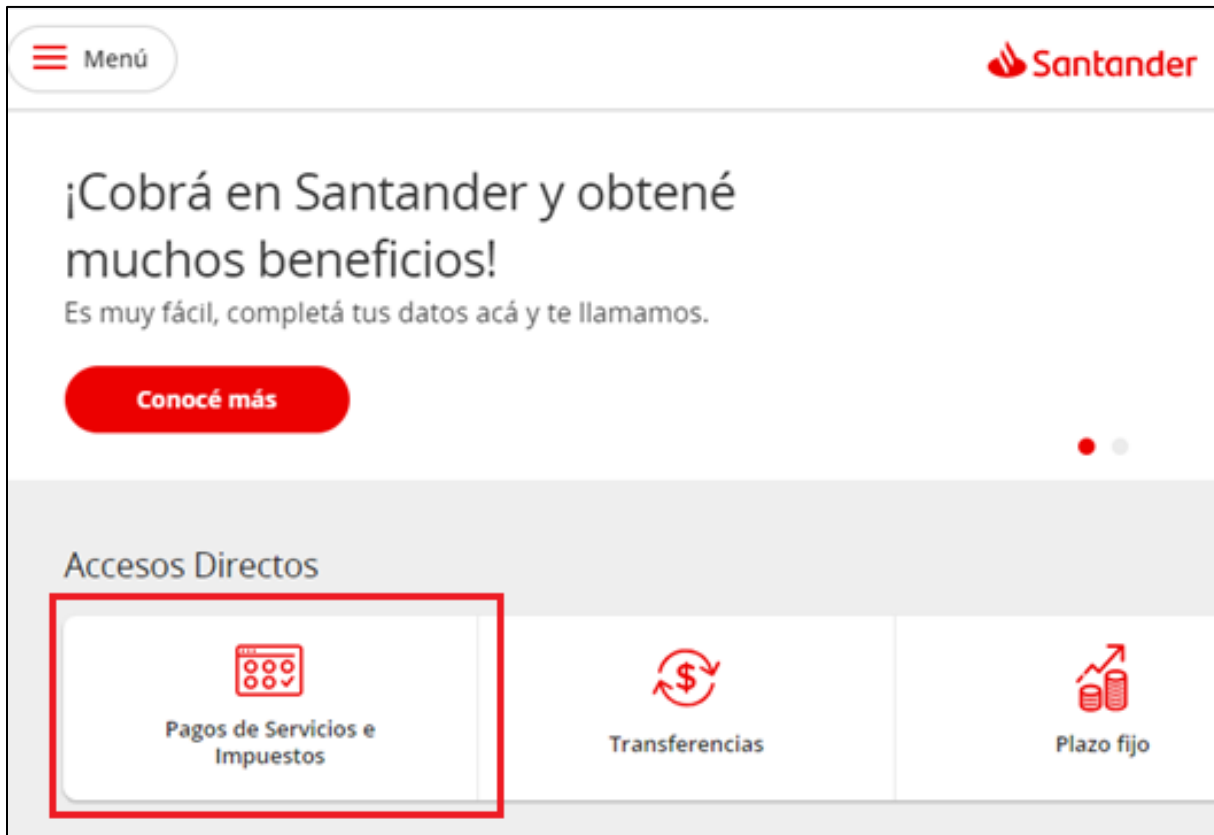 Menú
Santander
¡Cobrá en Santander y obtené
muchos beneficios!
Es muy fácil, completá tus datos acá y te llamamos.
Conocé más
Accesos Directos
Pagos de Servicios e
Impuestos
Transferencias
Plazo fijo